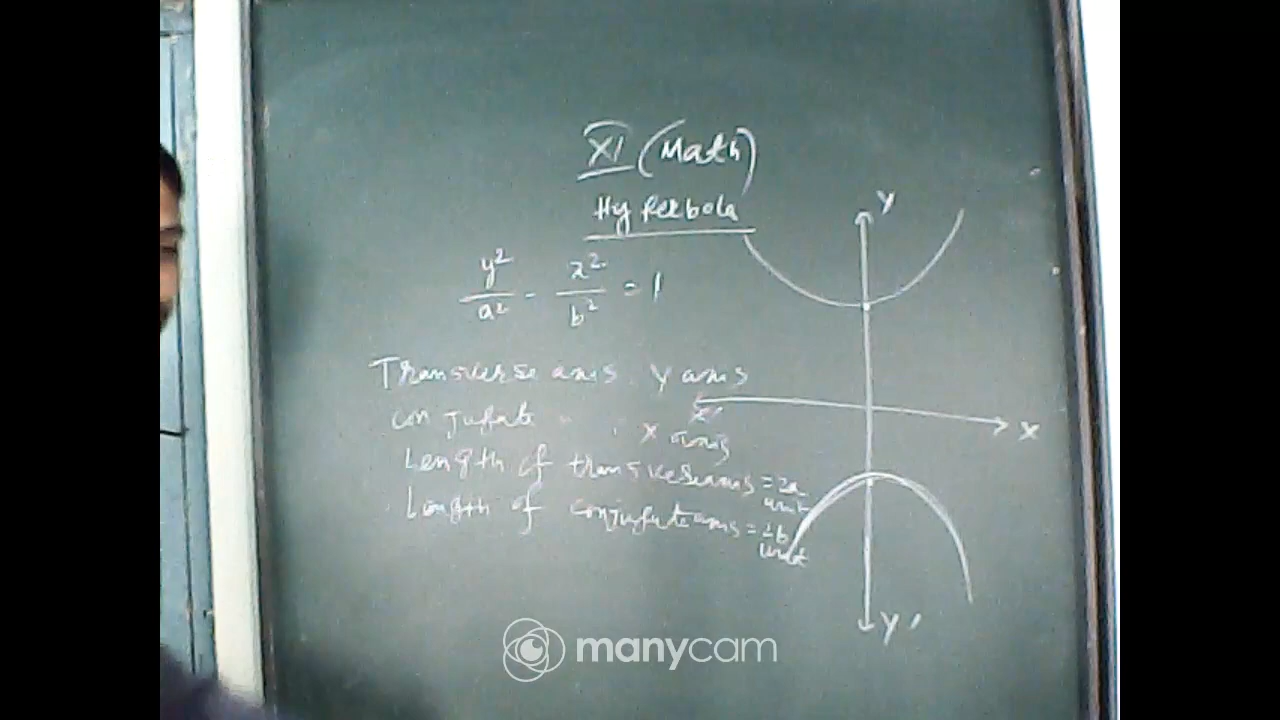 XI (Math)
Hyperbola
y²/a² - x²/b² = 1
Transverse axis. Y axis
conjugate " " X axis
Length of transverse axis = 2a unit
Length of conjugate axis = 2b unit
Y
X'
X
Y'
manycam